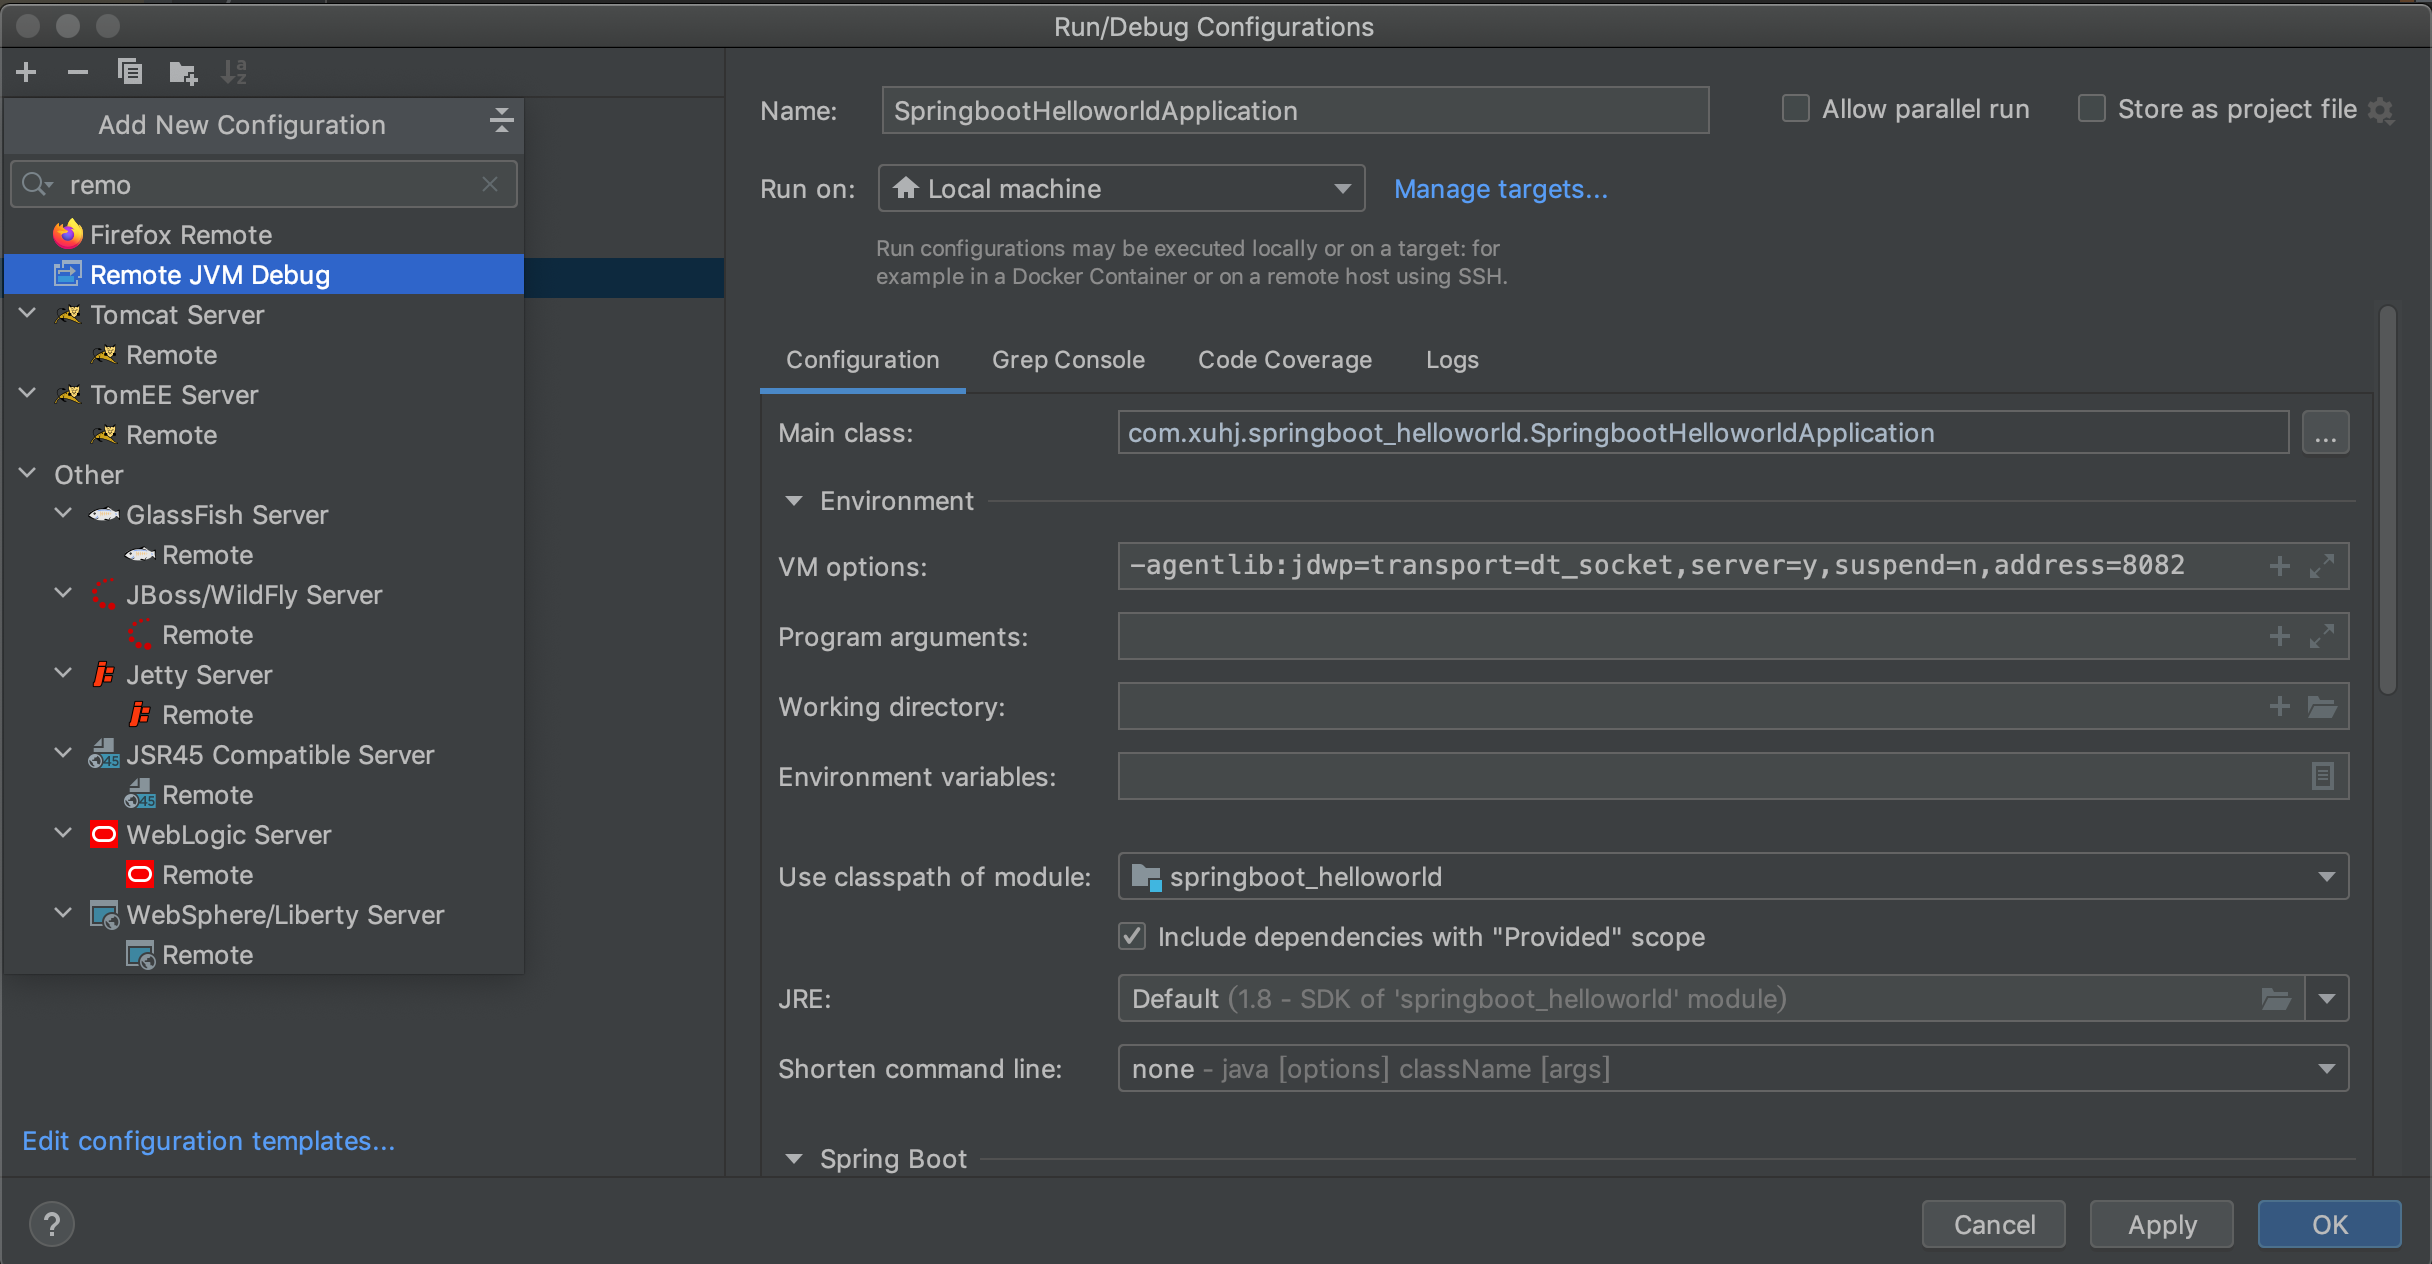 Run/Debug Configurations
Add New Configuration
remo
Firefox Remote
Remote JVM Debug
Tomcat Server
Remote
TomEE Server
Remote
Other
GlassFish Server
Remote
JBoss/WildFly Server
Remote
Jetty Server
Remote
JSR45 Compatible Server
Remote
WebLogic Server
Remote
WebSphere/Liberty Server
Remote
Edit configuration templates...
Name: SpringbootHelloworldApplication
Allow parallel run
Store as project file
Run on: Local machine
Manage targets...
Run configurations may be executed locally or on a target: for
example in a Docker Container or on a remote host using SSH.
Configuration Grep Console Code Coverage Logs
Main class: com.xuhj.springboot_helloworld.SpringbootHelloworldApplication ...
Environment
VM options: -agentlib:jdwp=transport=dt_socket,server=y,suspend=n,address=8082
Program arguments:
Working directory:
Environment variables:
Use classpath of module: springboot_helloworld
Include dependencies with "Provided" scope
JRE: Default (1.8 - SDK of 'springboot_helloworld' module)
Shorten command line: none - java [options] className [args]
Spring Boot
?
Cancel Apply OK